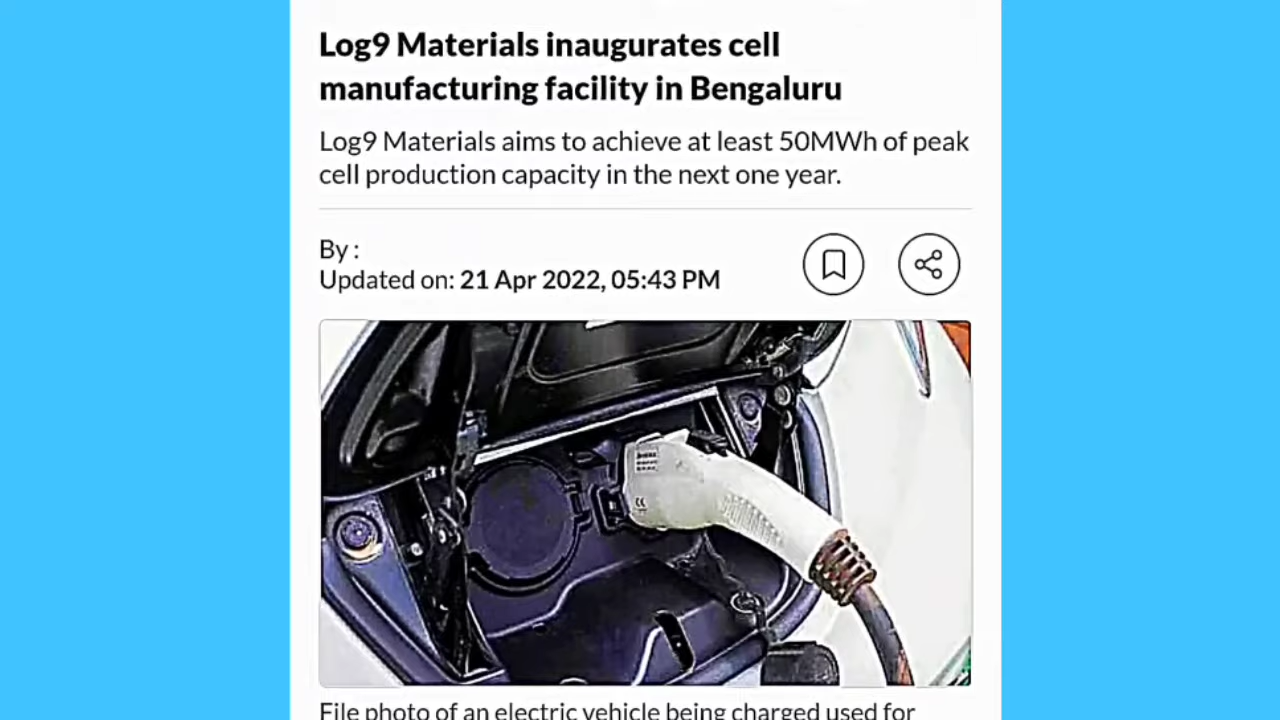 Log9 Materials inaugurates cell
manufacturing facility in Bengaluru
Log9 Materials aims to achieve at least 50MWh of peak
cell production capacity in the next one year.
By :
Updated on: 21 Apr 2022, 05:43 PM
File photo of an electric vehicle being charged used for